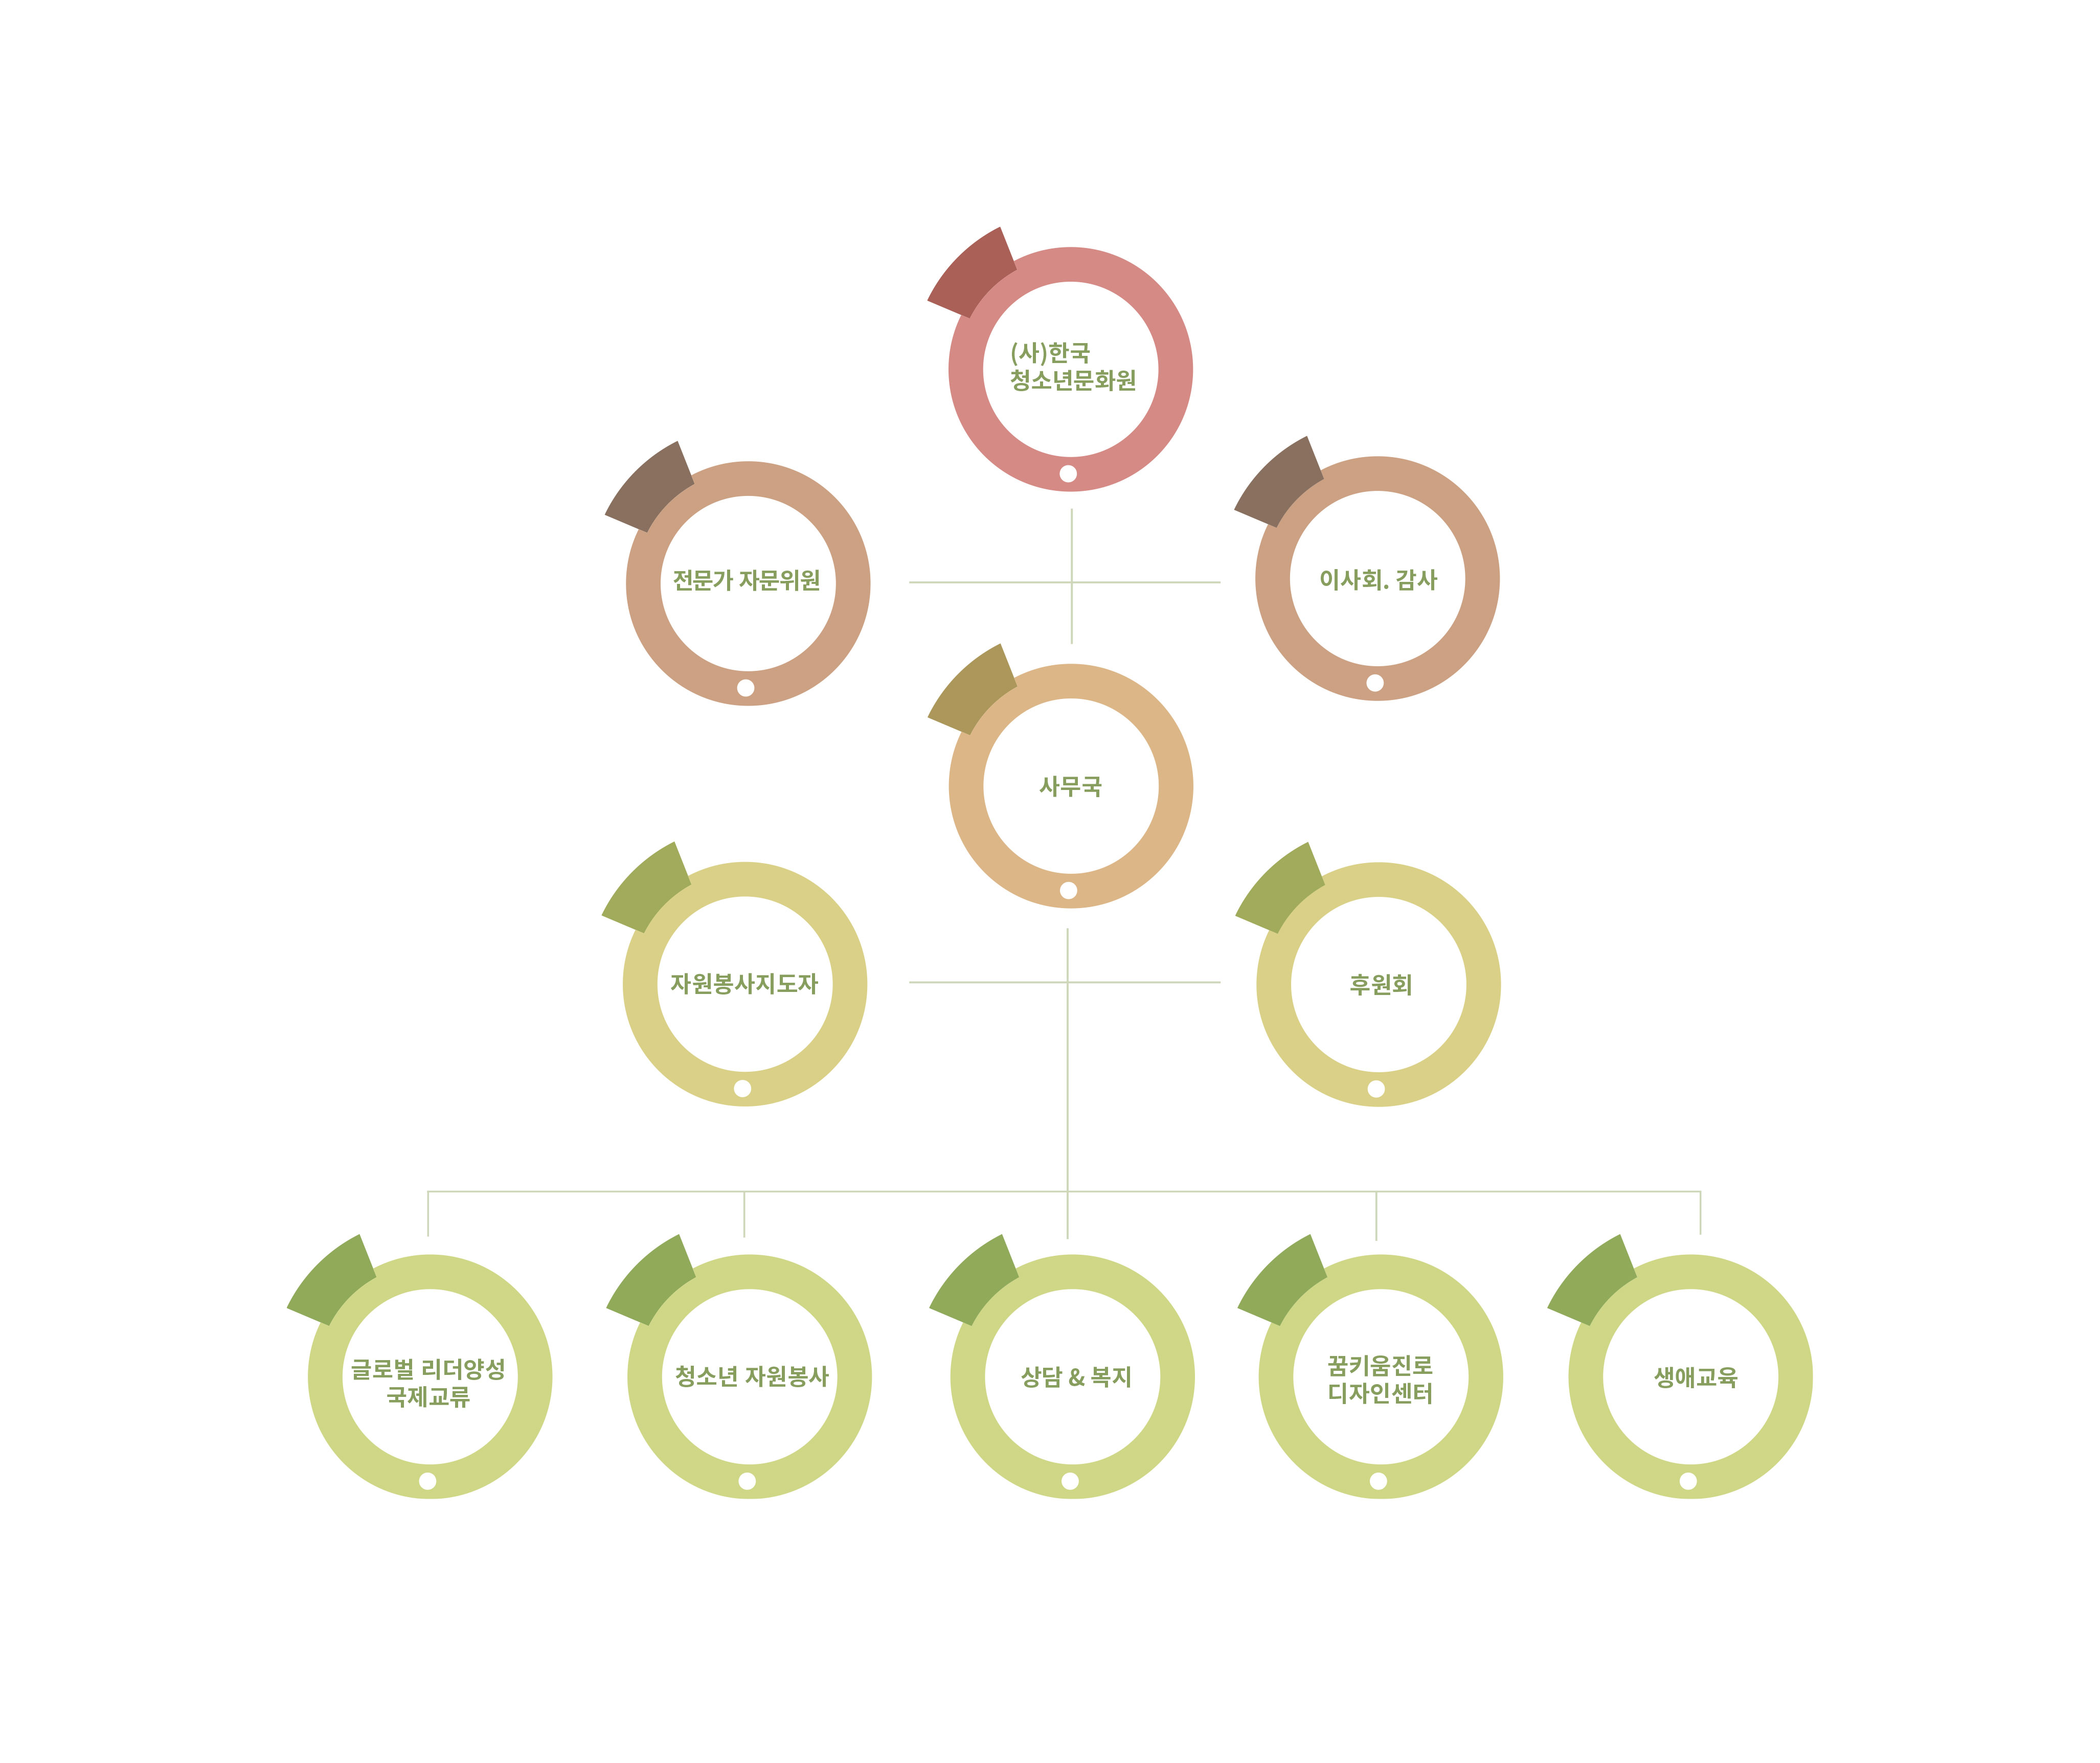 (사)한국
청소년문화원
전문가 자문위원
이사회. 감사
사무국
자원봉사지도자
후원회
글로벌 리더양성
국제교류
청소년 자원봉사
상담 & 복지
꿈키움진로
디자인센터
생애교육